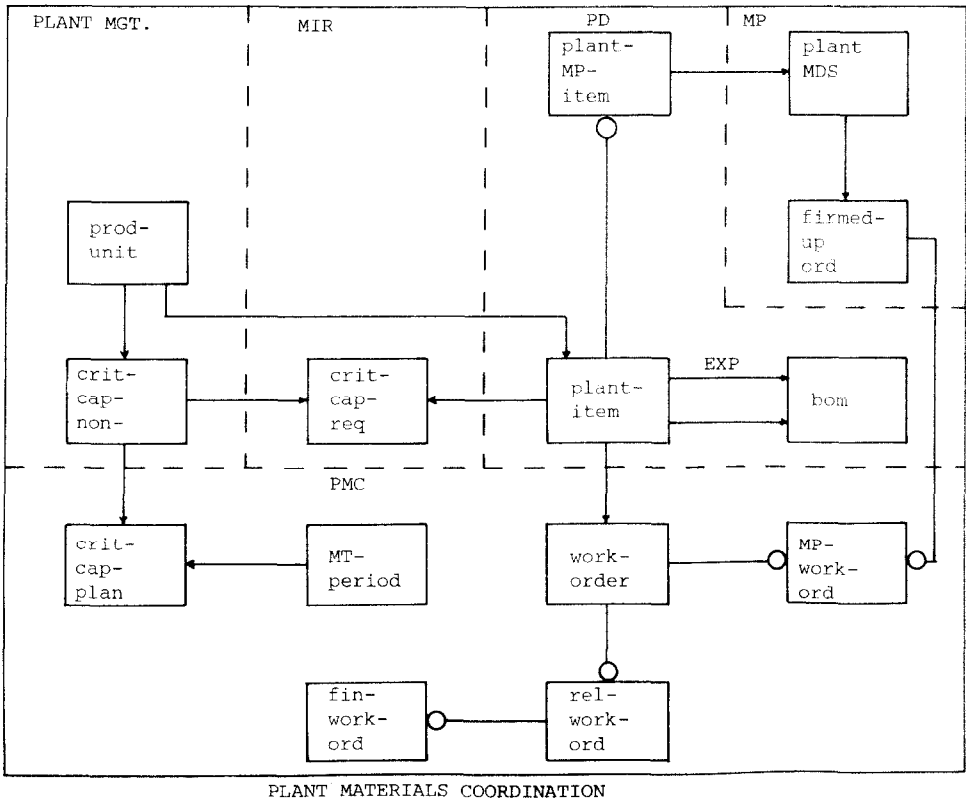 PLANT MGT.
MIR
PD
MP
plant-
MP-
item
plant
MDS
prod-
unit
firmed-
up
ord
crit-
cap-
non-
crit-
cap-
req
plant-
item
EXP
bom
PMC
crit-
cap-
plan
MT-
period
work-
order
MP-
work-
ord
fin-
work-
ord
rel-
work-
ord
PLANT MATERIALS COORDINATION